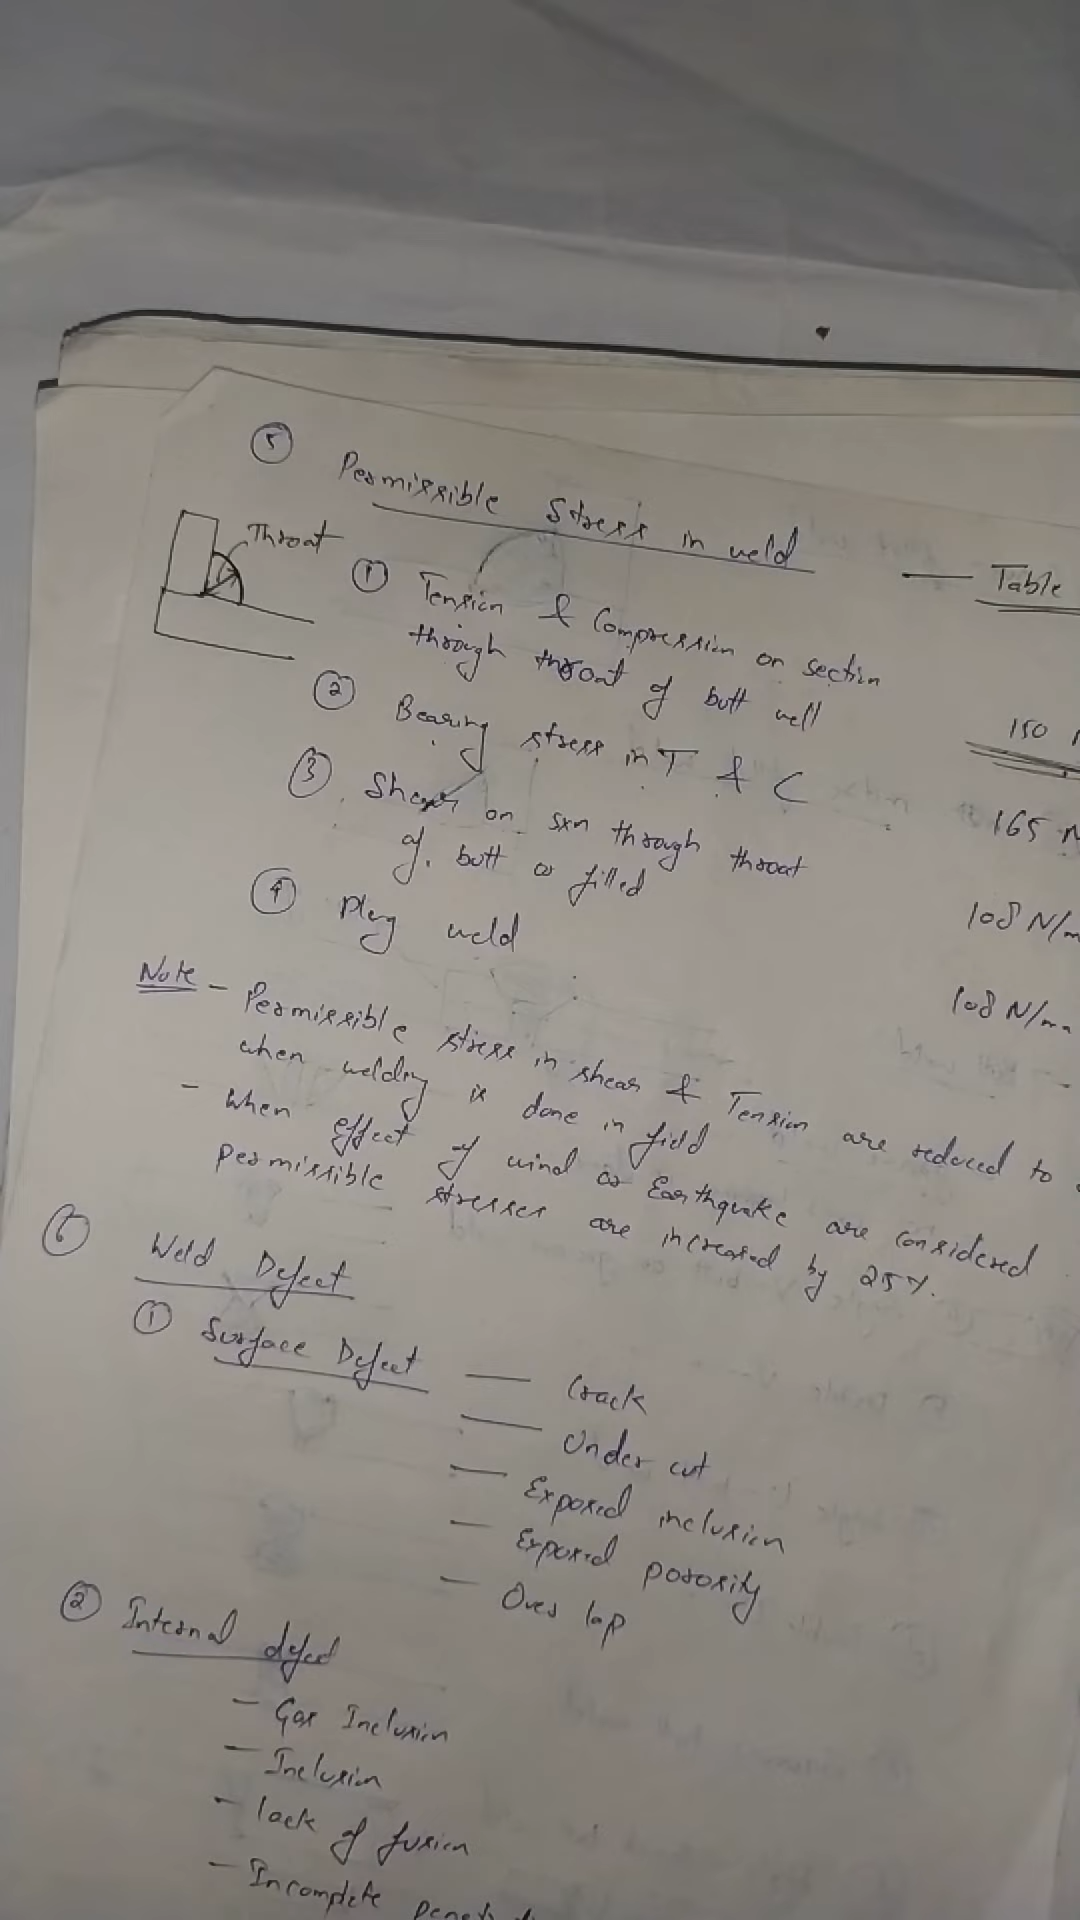 5 Permissible Stress in weld — Table
Throat
1 Tension & Compression on section
through throat of butt well
150
2 Bearing stress in T & C
165 N
3 Shear on sxn through throat
of butt or filled
108 N/m
4 Plug weld
108 N/m
Note - Permissible stress in shear & Tension are reduced to
when welding is done in field
- When effect of wind or Earthquake are considered
permissible stresses are increased by 25%.
6 Weld Defect
1 Surface Defect — Crack
— Under cut
— Exposed inclusion
— Exposed porosity
— Over lap
2 Internal defect
- Gas Inclusion
- Inclusion
- lack of fusion
- Incomplete